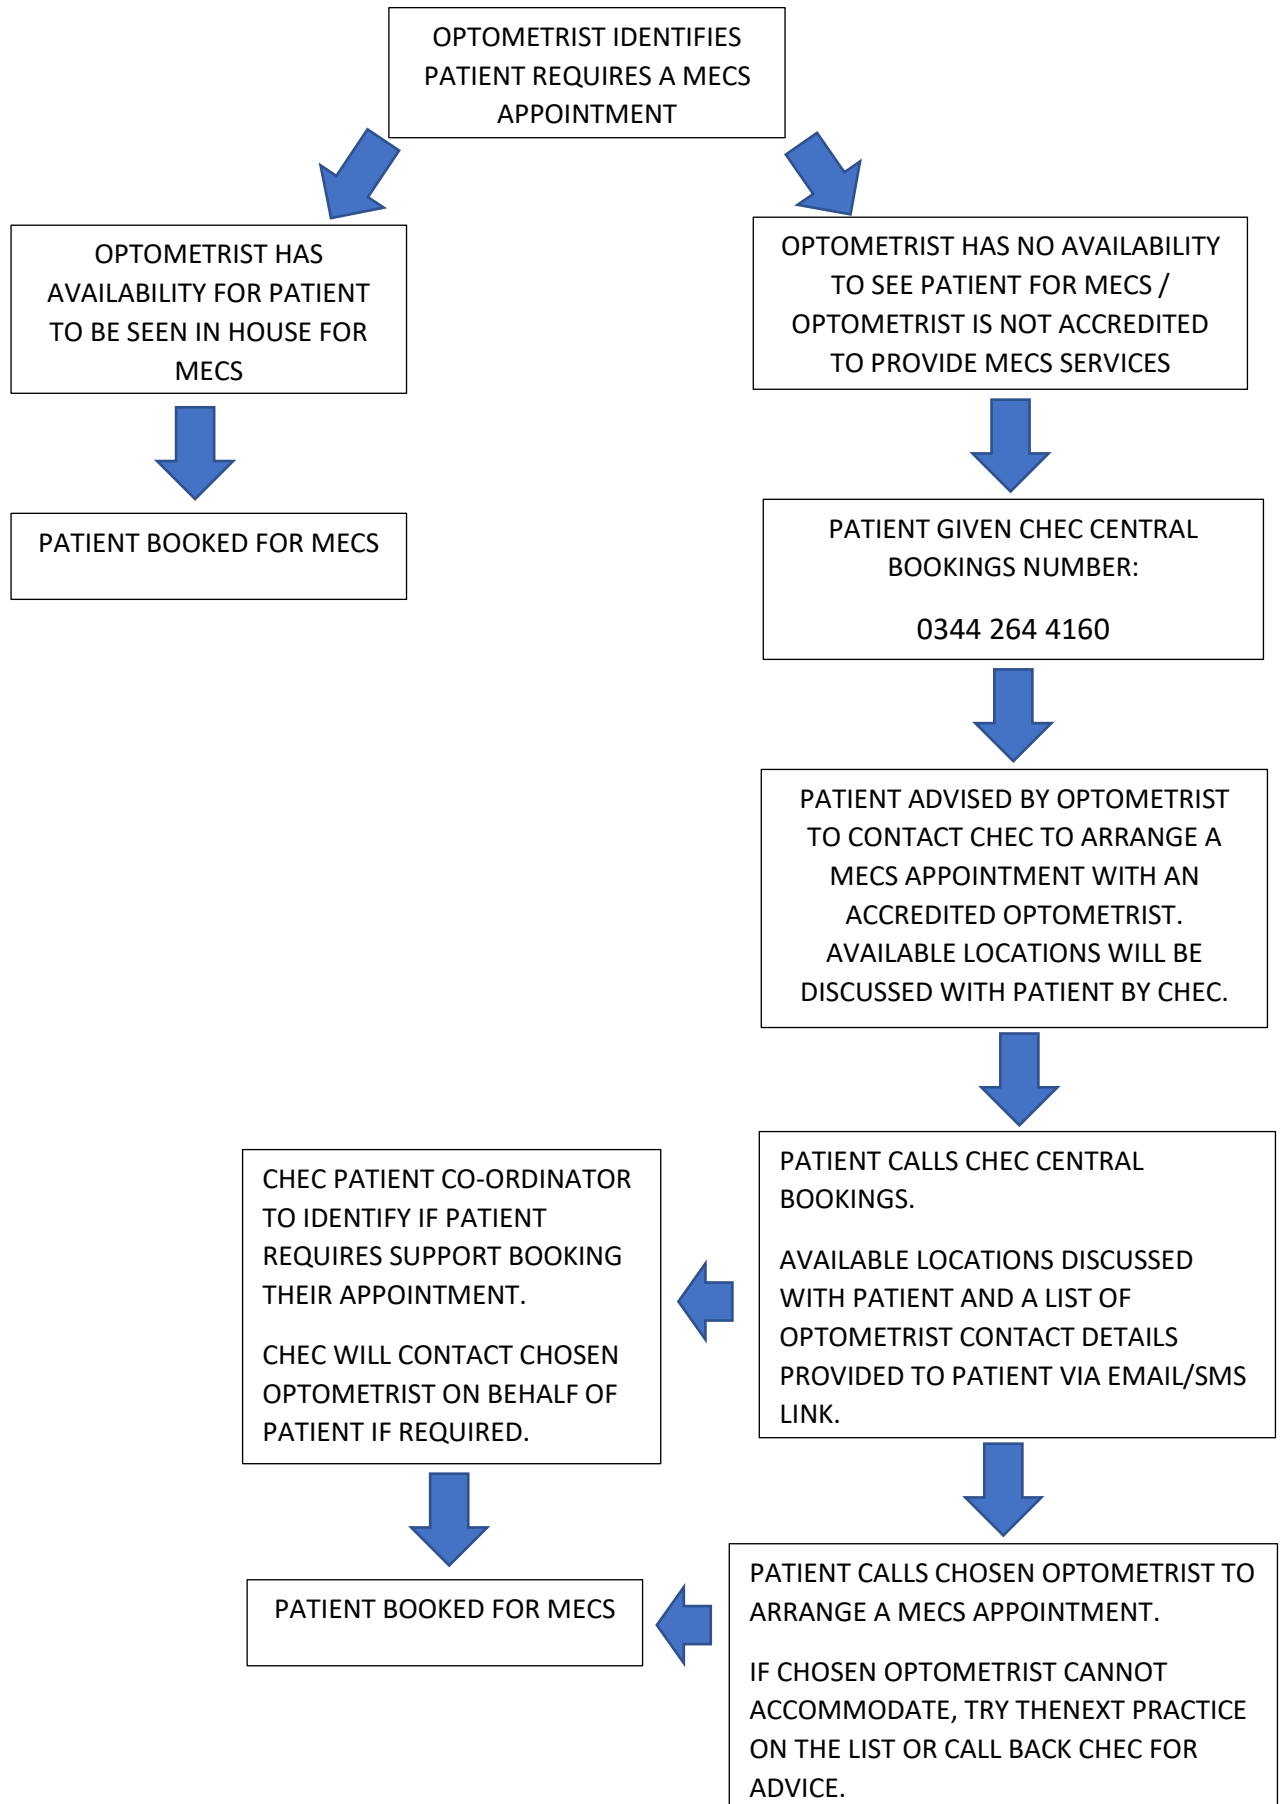 OPTOMETRIST IDENTIFIES
PATIENT REQUIRES A MECS
APPOINTMENT
OPTOMETRIST HAS
AVAILABILITY FOR PATIENT
TO BE SEEN IN HOUSE FOR
MECS
OPTOMETRIST HAS NO AVAILABILITY
TO SEE PATIENT FOR MECS /
OPTOMETRIST IS NOT ACCREDITED
TO PROVIDE MECS SERVICES
PATIENT BOOKED FOR MECS
PATIENT GIVEN CHEC CENTRAL
BOOKINGS NUMBER:
0344 264 4160
PATIENT ADVISED BY OPTOMETRIST
TO CONTACT CHEC TO ARRANGE A
MECS APPOINTMENT WITH AN
ACCREDITED OPTOMETRIST.
AVAILABLE LOCATIONS WILL BE
DISCUSSED WITH PATIENT BY CHEC.
PATIENT CALLS CHEC CENTRAL
BOOKINGS.
AVAILABLE LOCATIONS DISCUSSED
WITH PATIENT AND A LIST OF
OPTOMETRIST CONTACT DETAILS
PROVIDED TO PATIENT VIA EMAIL/SMS
LINK.
CHEC PATIENT CO-ORDINATOR
TO IDENTIFY IF PATIENT
REQUIRES SUPPORT BOOKING
THEIR APPOINTMENT.
CHEC WILL CONTACT CHOSEN
OPTOMETRIST ON BEHALF OF
PATIENT IF REQUIRED.
PATIENT CALLS CHOSEN OPTOMETRIST TO
ARRANGE A MECS APPOINTMENT.
IF CHOSEN OPTOMETRIST CANNOT
ACCOMMODATE, TRY THENEXT PRACTICE
ON THE LIST OR CALL BACK CHEC FOR
ADVICE.
PATIENT BOOKED FOR MECS